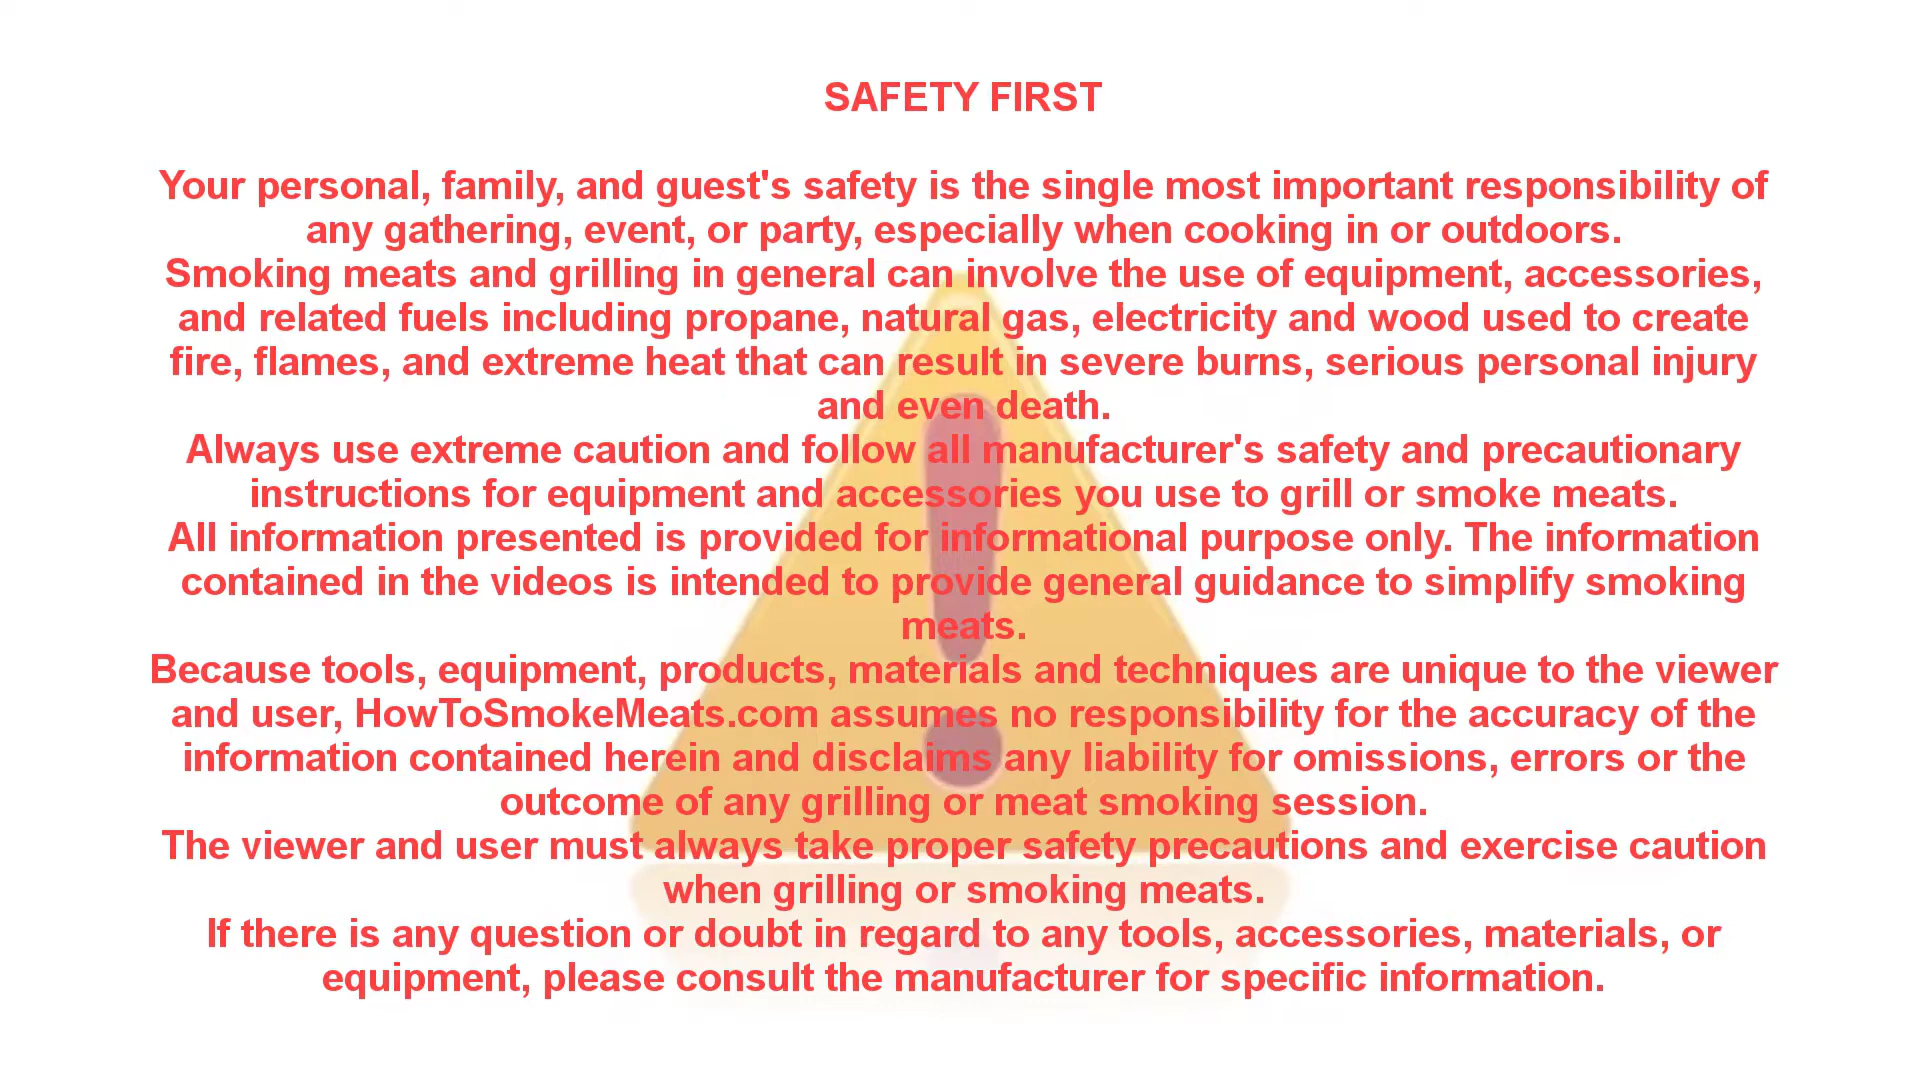 SAFETY FIRST
Your personal, family, and guest's safety is the single most important responsibility of
any gathering, event, or party, especially when cooking in or outdoors.
Smoking meats and grilling in general can involve the use of equipment, accessories,
and related fuels including propane, natural gas, electricity and wood used to create
fire, flames, and extreme heat that can result in severe burns, serious personal injury
and even death.
Always use extreme caution and follow all manufacturer's safety and precautionary
instructions for equipment and accessories you use to grill or smoke meats.
All information presented is provided for informational purpose only. The information
contained in the videos is intended to provide general guidance to simplify smoking
meats.
Because tools, equipment, products, materials and techniques are unique to the viewer
and user, HowToSmokeMeats.com assumes no responsibility for the accuracy of the
information contained herein and disclaims any liability for omissions, errors or the
outcome of any grilling or meat smoking session.
The viewer and user must always take proper safety precautions and exercise caution
when grilling or smoking meats.
If there is any question or doubt in regard to any tools, accessories, materials, or
equipment, please consult the manufacturer for specific information.